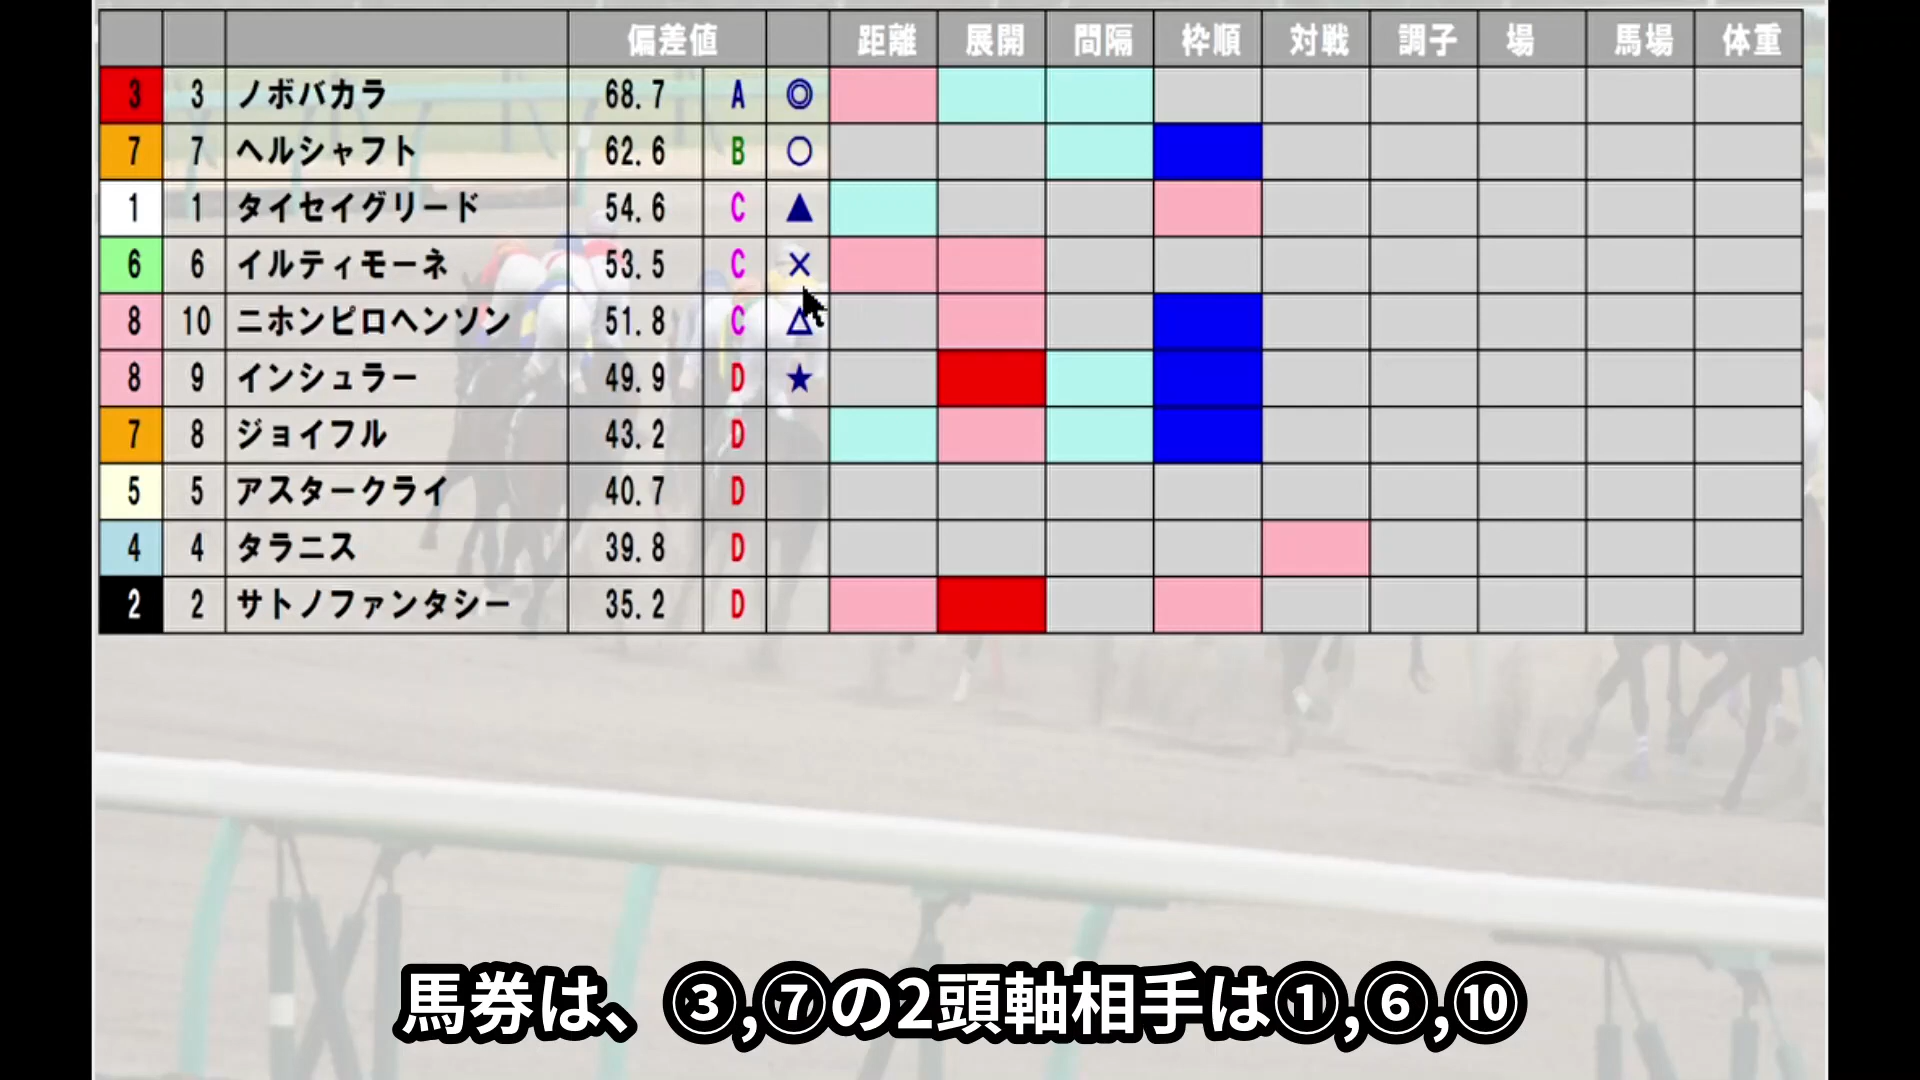 偏差値 距離 展開 間隔 枠順 対戦 調子 場 馬場 体重
3 3 ノボバカラ 68.7 A ◎
7 7 ヘルシャフト 62.6 B ○
1 1 タイセイグリード 54.6 C ▲
6 6 イルティモーネ 53.5 C ×
8 10 ニホンピロヘンソン 51.8 C △
8 9 インシュラー 49.9 D ★
7 8 ジョイフル 43.2 D
5 5 アスタークライ 40.7 D
4 4 タラニス 39.8 D
2 2 サトノファンタシー 35.2 D
馬券は、③,⑦の2頭軸相手は①,⑥,⑩